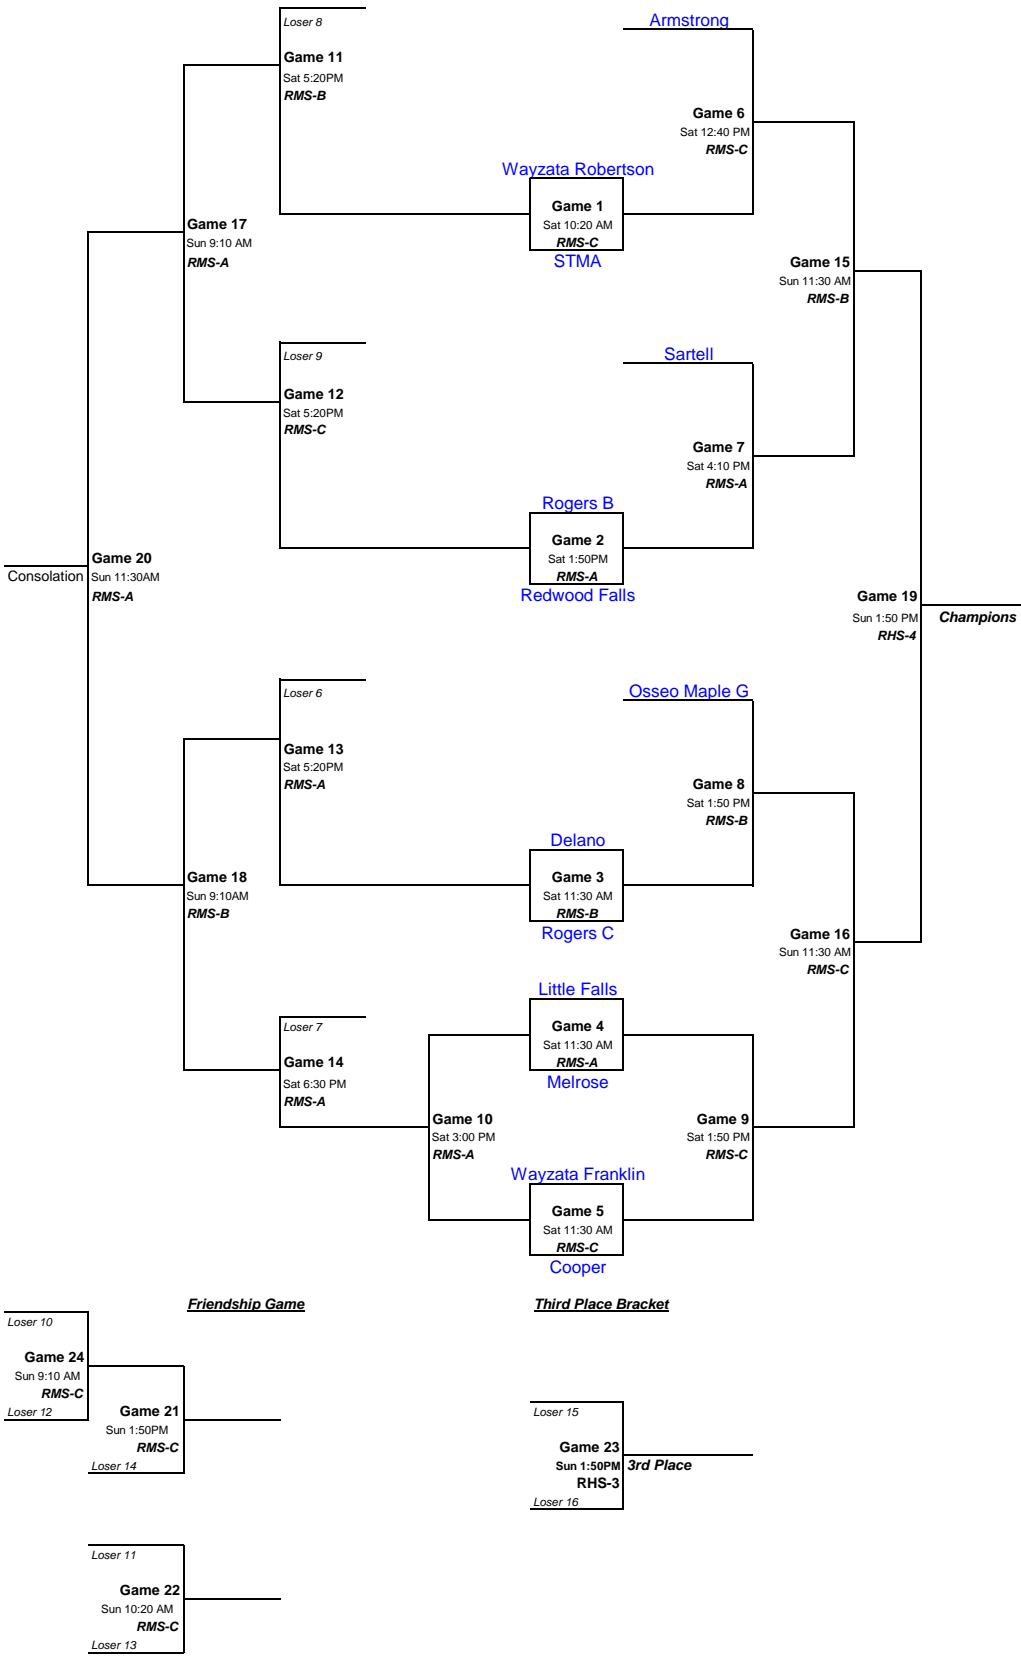 Loser 8
Armstrong
Game 11
Sat 5:20PM
RMS-B
Game 6
Sat 12:40 PM
RMS-C
Wayzata Robertson
Game 1
Sat 10:20 AM
RMS-C
STMA
Game 17
Sun 9:10 AM
RMS-A
Game 15
Sun 11:30 AM
RMS-B
Loser 9
Sartell
Game 12
Sat 5:20PM
RMS-C
Game 7
Sat 4:10 PM
RMS-A
Rogers B
Game 2
Sat 1:50PM
RMS-A
Redwood Falls
Game 20
Consolation
Sun 11:30AM
RMS-A
Game 19
Sun 1:50 PM
RHS-4
Champions
Loser 6
Osseo Maple G
Game 13
Sat 5:20PM
RMS-A
Game 8
Sat 1:50 PM
RMS-B
Delano
Game 3
Sat 11:30 AM
RMS-B
Rogers C
Game 18
Sun 9:10AM
RMS-B
Game 16
Sun 11:30 AM
RMS-C
Little Falls
Game 4
Sat 11:30 AM
RMS-A
Melrose
Loser 7
Game 14
Sat 6:30 PM
RMS-A
Game 10
Sat 3:00 PM
RMS-A
Game 9
Sat 1:50 PM
RMS-C
Wayzata Franklin
Game 5
Sat 11:30 AM
RMS-C
Cooper
Friendship Game
Third Place Bracket
Loser 10
Game 24
Sun 9:10 AM
RMS-C
Loser 12
Game 21
Sun 1:50PM
RMS-C
Loser 14
Loser 15
Game 23
Sun 1:50PM
3rd Place
RHS-3
Loser 16
Loser 11
Game 22
Sun 10:20 AM
RMS-C
Loser 13